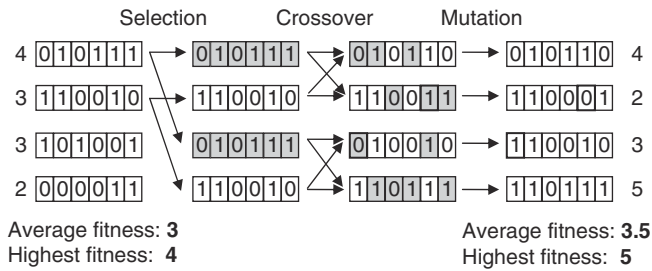 Selection Crossover Mutation
4 010111 010111 010110 010110 4
3 110010 110010 110011 110001 2
3 101001 010111 010010 110010 3
2 000011 110010 110111 110111 5
Average fitness: 3 Average fitness: 3.5
Highest fitness: 4 Highest fitness: 5